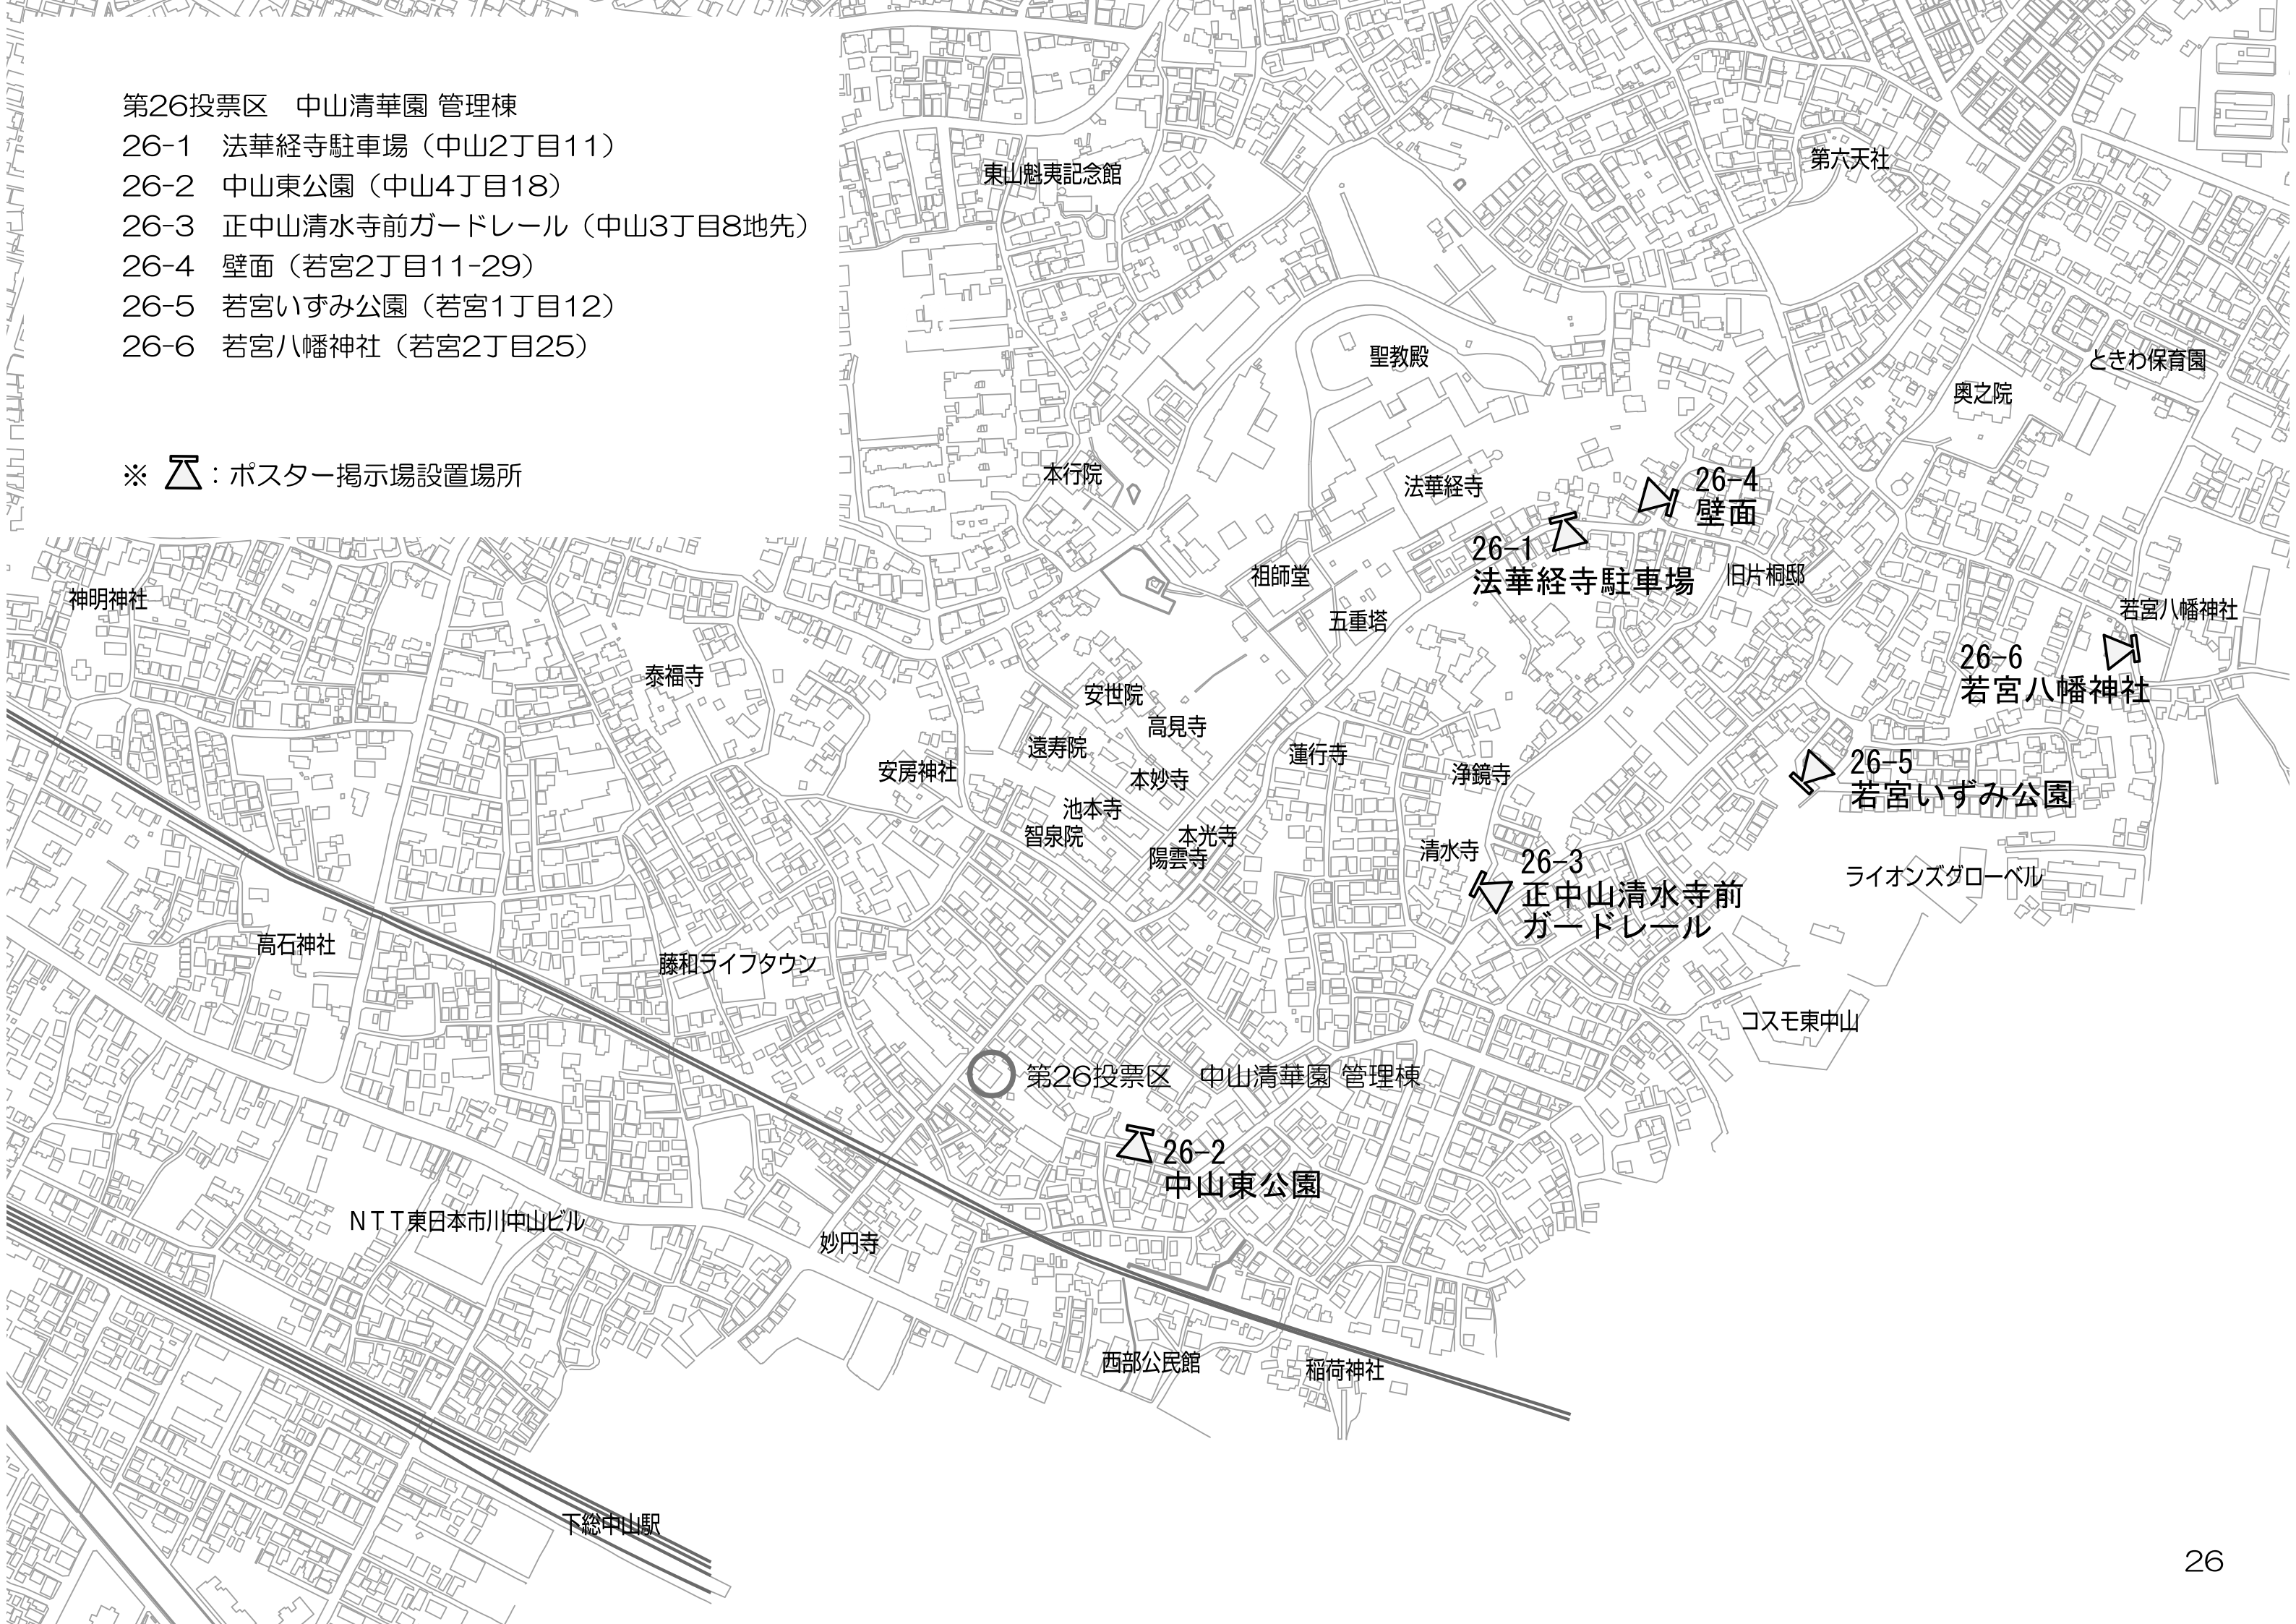 第26投票区　中山清華園 管理棟
26-1　法華経寺駐車場（中山2丁目11）
26-2　中山東公園（中山4丁目18）
26-3　正中山清水寺前ガードレール（中山3丁目8地先）
26-4　壁面（若宮2丁目11-29）
26-5　若宮いずみ公園（若宮1丁目12）
26-6　若宮八幡神社（若宮2丁目25）
※　：ポスター掲示場設置場所
東山魁夷記念館
第六天社
聖教殿
ときわ保育園
奥之院
本行院
法華経寺
26-4
壁面
26-1
法華経寺駐車場
祖師堂
旧片桐邸
神明神社
五重塔
若宮八幡神社
26-6
若宮八幡神社
泰福寺
安世院
高見寺
遠寿院
蓮行寺
安房神社
本妙寺
浄鏡寺
26-5
若宮いずみ公園
池本寺
智泉院
本光寺
陽雲寺
清水寺
26-3
正中山清水寺前
ガードレール
ライオンズグローベル
高石神社
藤和ライフタウン
コスモ東中山
第26投票区　中山清華園 管理棟
26-2
中山東公園
ＮＴＴ東日本市川中山ビル
妙円寺
西部公民館
稲荷神社
下総中山駅
26